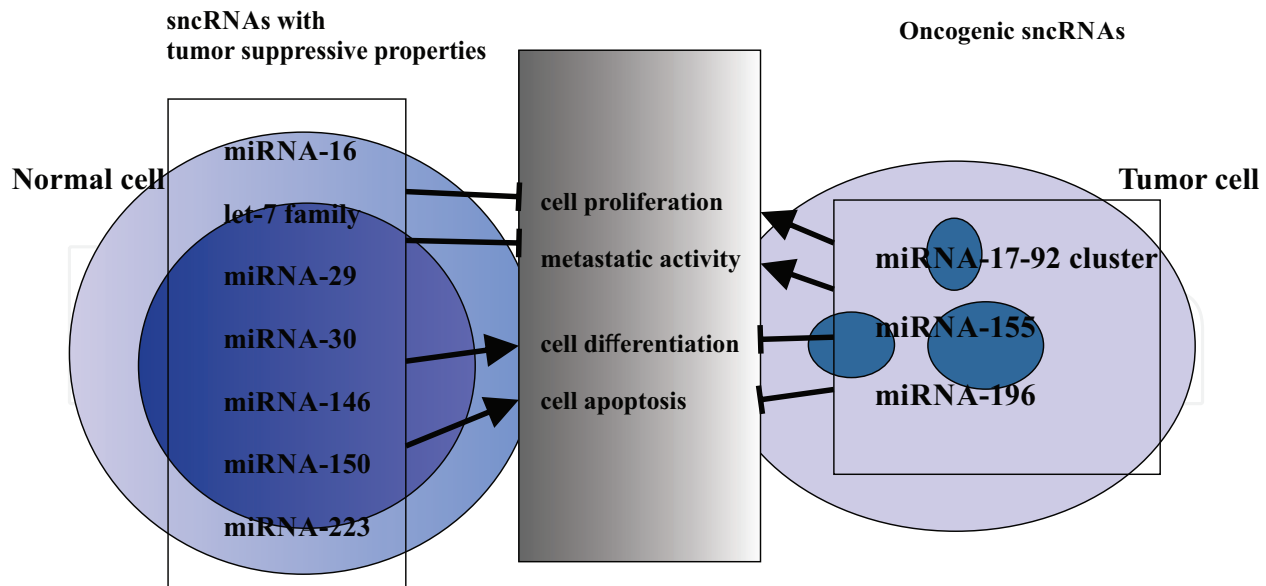 sncRNAs with
tumor suppressive properties
Oncogenic sncRNAs
Normal cell
miRNA-16
let-7 family
miRNA-29
miRNA-30
miRNA-146
miRNA-150
miRNA-223
cell proliferation
metastatic activity
cell differentiation
cell apoptosis
Tumor cell
miRNA-17-92 cluster
miRNA-155
miRNA-196